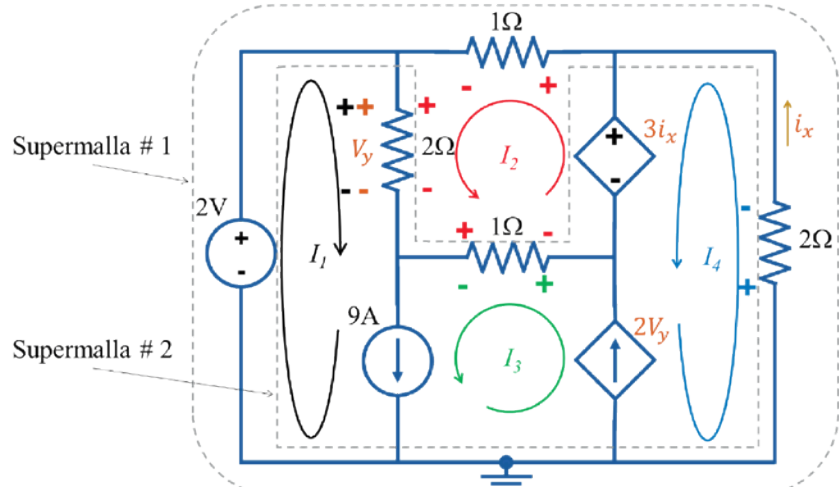 1Ω
+ + + - +
Supermalla # 1
V_y
2Ω
I_2
+
-
3i_x
i_x
- - -
2V
+
-
I_1
+ 1Ω -
- +
I_4
-
+
2Ω
9A
2V_y
Supermalla # 2
I_3